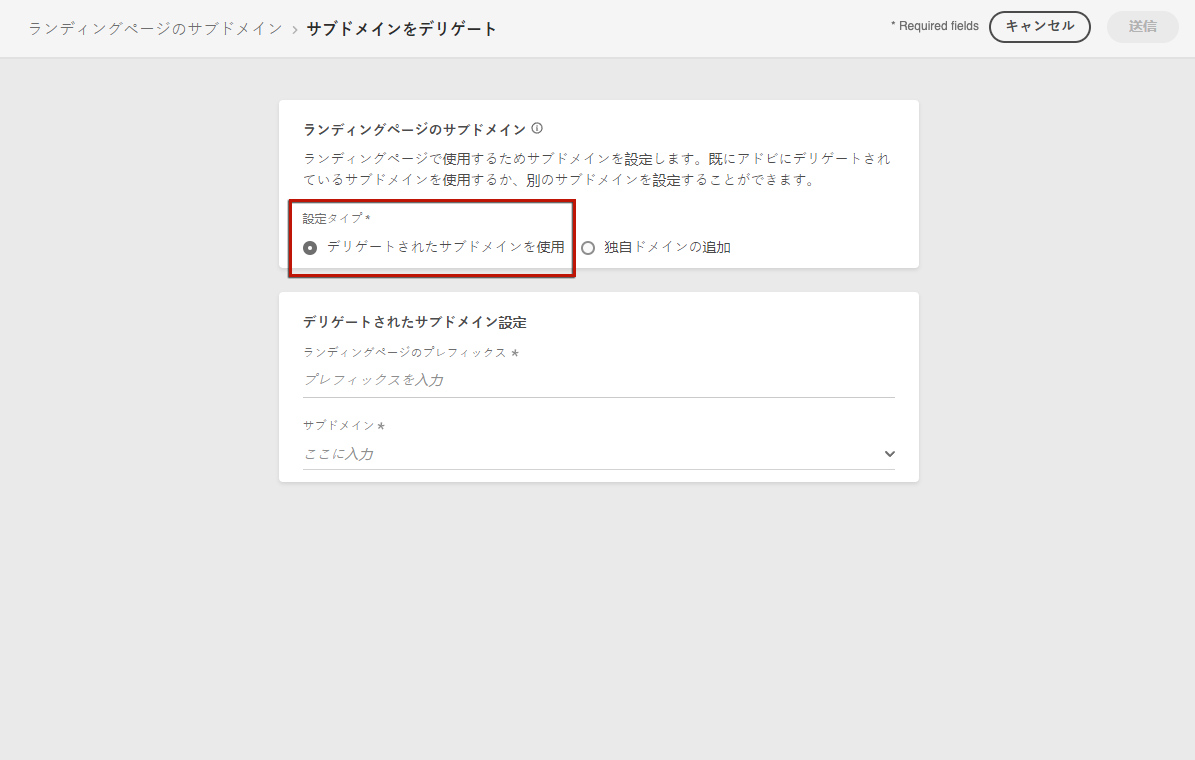 ランディングページのサブドメイン › サブドメインをデリゲート
* Required fields
キャンセル
送信
ランディングページのサブドメイン
ランディングページで使用するためサブドメインを設定します。既にアドビにデリゲートされ
ているサブドメインを使用するか、別のサブドメインを設定することができます。
設定タイプ *
デリゲートされたサブドメインを使用
独自ドメインの追加
デリゲートされたサブドメイン設定
ランディングページのプレフィックス *
プレフィックスを入力
サブドメイン *
ここに入力